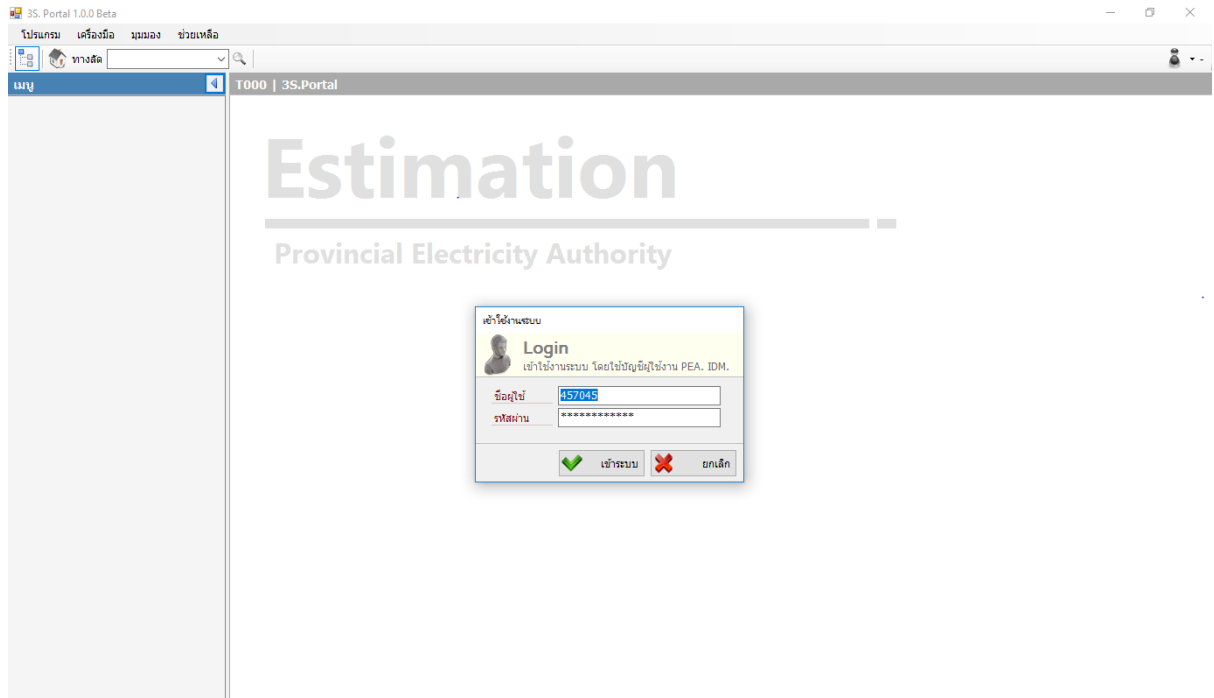 3S. Portal 1.0.0 Beta
โปรแกรม เครื่องมือ มุมมอง ช่วยเหลือ
ทางลัด
เมนู
T000 | 3S.Portal
Estimation
Provincial Electricity Authority
เข้าใช้งานระบบ
Login
เข้าใช้งานระบบ โดยใช้บัญชีผู้ใช้งาน PEA. IDM.
ชื่อผู้ใช้ 457045
รหัสผ่าน ************
เข้าระบบ ยกเลิก